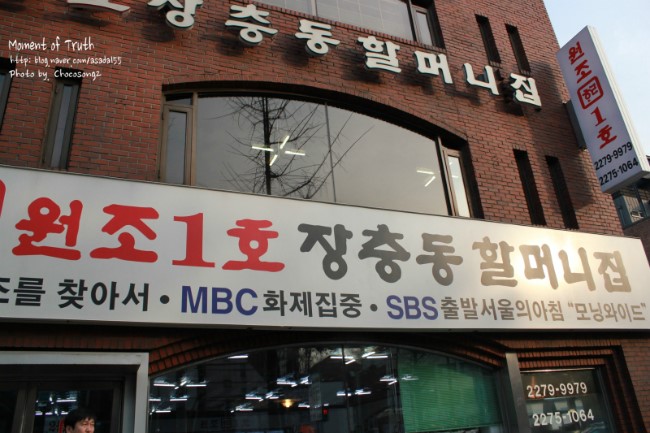 Moment of Truth
http: blog.naver.com/asadal55
Photo by. Chocosong2
장충동할머니집
원조1호
2279-9979
2275-1064
원조1호 장충동할머니집
를 찾아서 · MBC 화제집중 · SBS 출발서울의아침 "모닝와이드"
2279-9979
2275-1064